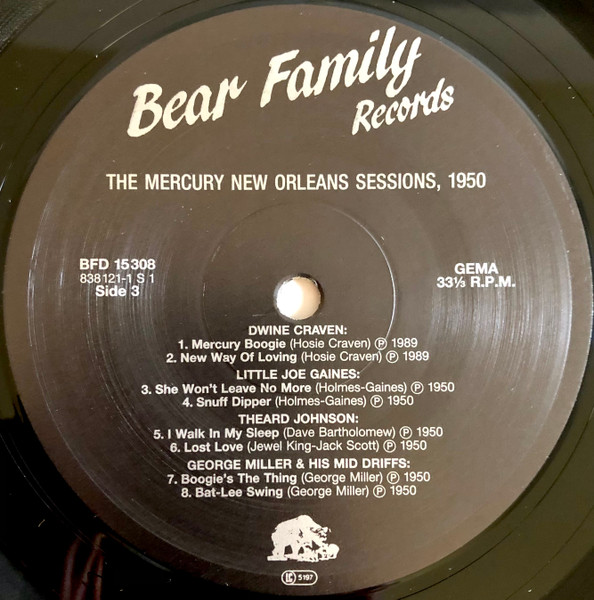 Bear Family
Records
THE MERCURY NEW ORLEANS SESSIONS, 1950
BFD 15308
838121-1 S 1
Side 3
GEMA
33⅓ R.P.M.
DWINE CRAVEN:
1. Mercury Boogie (Hosie Craven) Ⓟ 1989
2. New Way Of Loving (Hosie Craven) Ⓟ 1989
LITTLE JOE GAINES:
3. She Won't Leave No More (Holmes-Gaines) Ⓟ 1950
4. Snuff Dipper (Holmes-Gaines) Ⓟ 1950
THEARD JOHNSON:
5. I Walk In My Sleep (Dave Bartholomew) Ⓟ 1950
6. Lost Love (Jewel King-Jack Scott) Ⓟ 1950
GEORGE MILLER & HIS MID DRIFFS:
7. Boogie's The Thing (George Miller) Ⓟ 1950
8. Bat-Lee Swing (George Miller) Ⓟ 1950
LC 5197